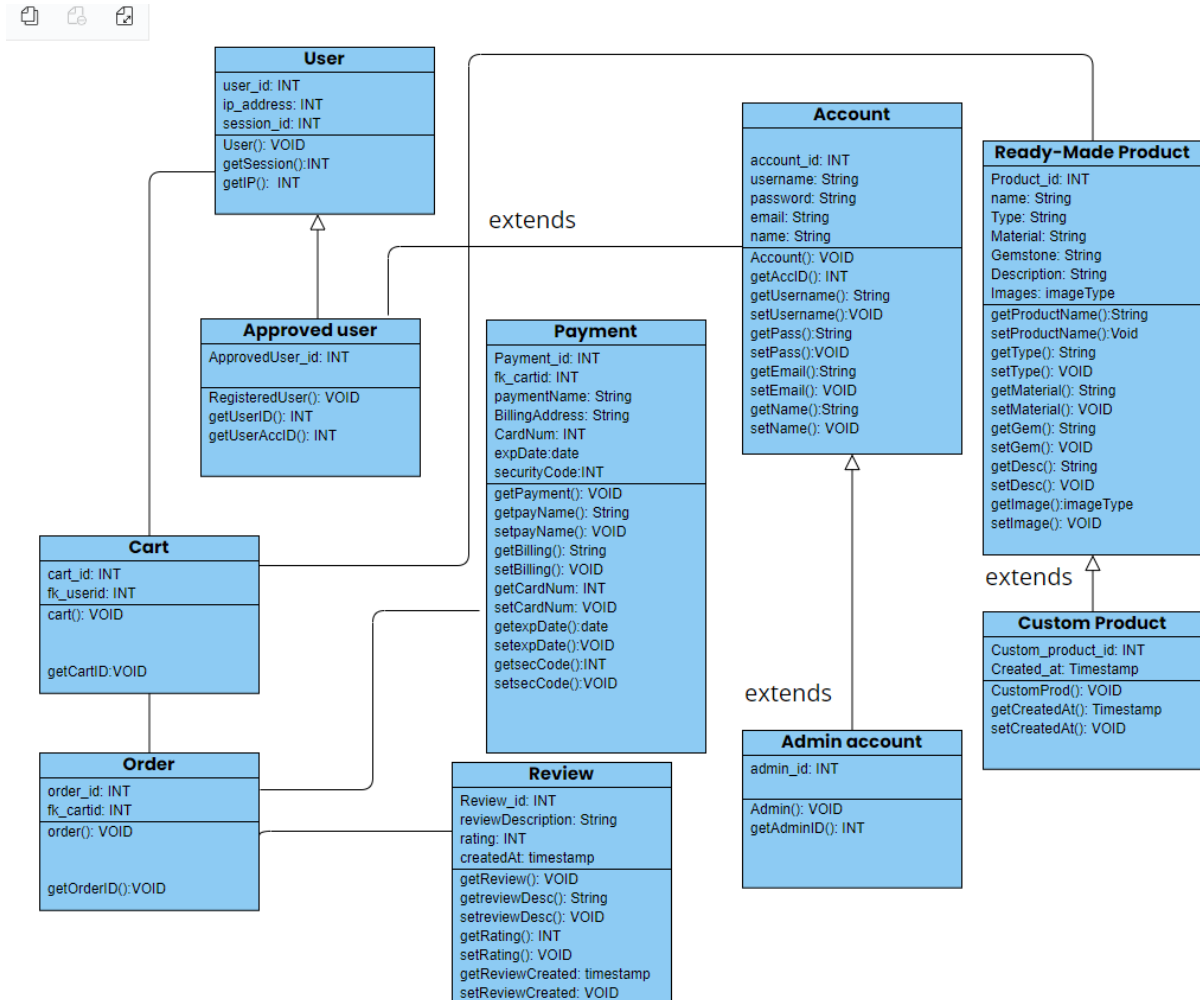 User
user_id: INT
ip_address: INT
session_id: INT
User(): VOID
getSession():INT
getIP(): INT
extends
Account
account_id: INT
username: String
password: String
email: String
name: String
Account(): VOID
getAccID(): INT
getUsername(): String
setUsername():VOID
getPass():String
setPass():VOID
getEmail():String
setEmail(): VOID
getName():String
setName(): VOID
Ready-Made Product
Product_id: INT
name: String
Type: String
Material: String
Gemstone: String
Description: String
Images: imageType
getProductName():String
setProductName():Void
getType(): String
setType(): VOID
getMaterial(): String
setMaterial(): VOID
getGem(): String
setGem(): VOID
getDesc(): String
setDesc(): VOID
getImage():imageType
setImage(): VOID
Approved user
ApprovedUser_id: INT
RegisteredUser(): VOID
getUserID(): INT
getUserAccID(): INT
Payment
Payment_id: INT
fk_cartid: INT
paymentName: String
BillingAddress: String
CardNum: INT
expDate:date
securityCode:INT
getPayment(): VOID
getpayName(): String
setpayName(): VOID
getBilling(): String
setBilling(): VOID
getCardNum: INT
setCardNum: VOID
getexpDate():date
setexpDate():VOID
getsecCode():INT
setsecCode():VOID
Cart
cart_id: INT
fk_userid: INT
cart(): VOID
getCartID:VOID
extends
Custom Product
Custom_product_id: INT
Created_at: Timestamp
CustomProd(): VOID
getCreatedAt(): Timestamp
setCreatedAt(): VOID
extends
Admin account
admin_id: INT
Admin(): VOID
getAdminID(): INT
Order
order_id: INT
fk_cartid: INT
order(): VOID
getOrderID():VOID
Review
Review_id: INT
reviewDescription: String
rating: INT
createdAt: timestamp
getReview(): VOID
getreviewDesc(): String
setreviewDesc(): VOID
getRating(): INT
setRating(): VOID
getReviewCreated: timestamp
setReviewCreated: VOID